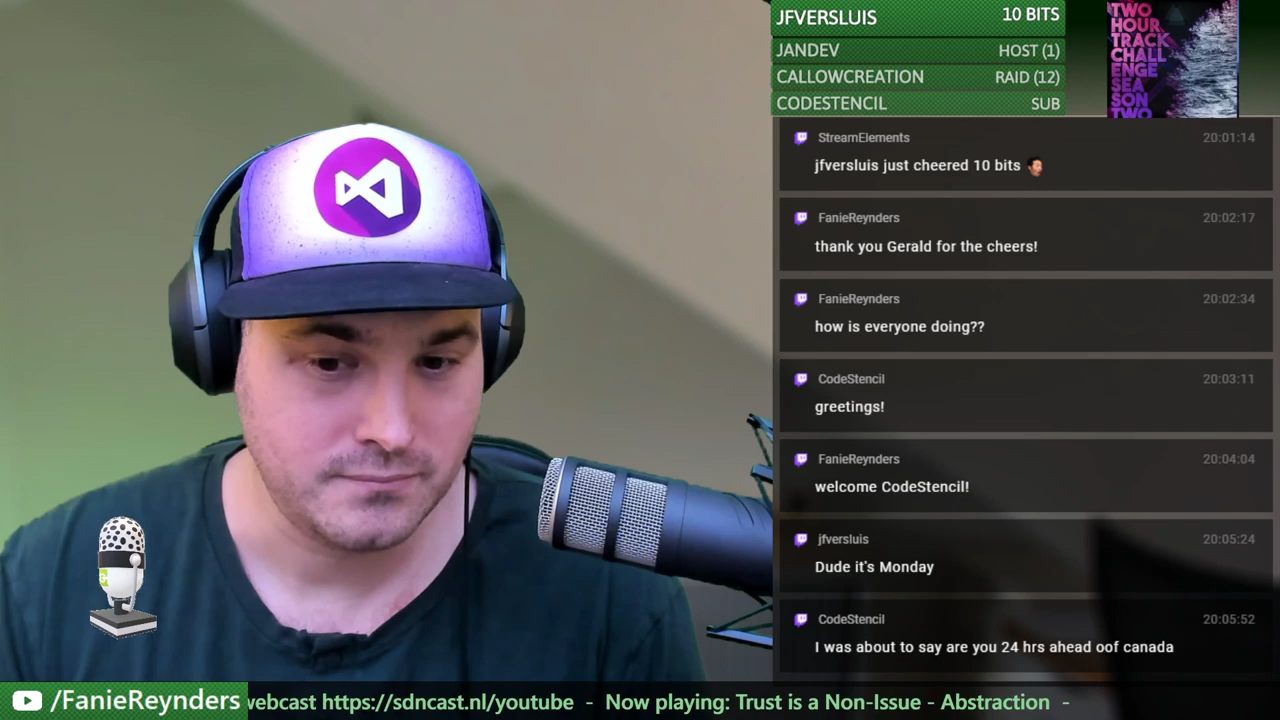 JFVERSLUIS 10 BITS
JANDEV HOST (1)
CALLOWCREATION RAID (12)
CODESTENCIL SUB
TWO
HOUR
TRACK
CHALL
ENGE
SEA
SON
TWO
StreamElements 20:01:14
jfversluis just cheered 10 bits
FanieReynders 20:02:17
thank you Gerald for the cheers!
FanieReynders 20:02:34
how is everyone doing??
CodeStencil 20:03:11
greetings!
FanieReynders 20:04:04
welcome CodeStencil!
jfversluis 20:05:24
Dude it's Monday
CodeStencil 20:05:52
I was about to say are you 24 hrs ahead oof canada
/FanieReynders webcast https://sdncast.nl/youtube - Now playing: Trust is a Non-Issue - Abstraction -